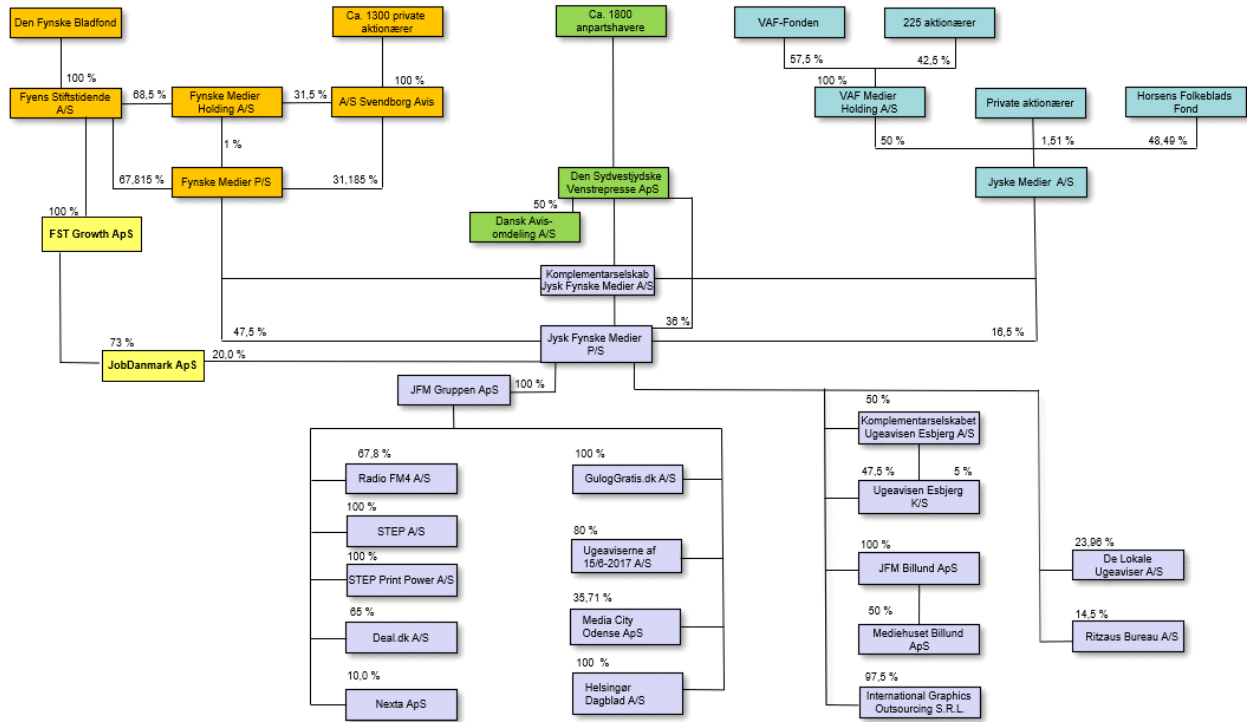 Den Fynske Bladfond
Ca. 1300 private
aktionærer
Ca. 1800
anpartshavere
VAF-Fonden
225 aktionærer
57,5 %
42,5 %
100 %
100 %
100 %
Fyens Stiftstidende
A/S
68,5 %
Fynske Medier
Holding A/S
31,5 %
A/S Svendborg Avis
VAF Medier
Holding A/S
Private aktionærer
Horsens Folkeblads
Fond
1 %
50 %
1,51 %
48,49 %
67,815 %
Fynske Medier P/S
31,185 %
Den Sydvestjydske
Venstrepresse ApS
Jyske Medier A/S
100 %
FST Growth ApS
50 %
Dansk Avis-
omdeling A/S
Komplementarselskab
Jysk Fynske Medier A/S
47,5 %
36 %
16,5 %
Jysk Fynske Medier
P/S
73 %
JobDanmark ApS
20,0 %
JFM Gruppen ApS
100 %
50 %
Komplementarselskabet
Ugeavisen Esbjerg A/S
67,8 %
Radio FM4 A/S
100 %
GulogGratis.dk A/S
47,5 %
5 %
Ugeavisen Esbjerg
K/S
100 %
STEP A/S
80 %
Ugeaviserne af
15/6-2017 A/S
100 %
STEP Print Power A/S
100 %
JFM Billund ApS
23,96 %
De Lokale
Ugeaviser A/S
65 %
Deal.dk A/S
35,71 %
Media City
Odense ApS
50 %
Mediehuset Billund
ApS
14,5 %
Ritzaus Bureau A/S
10,0 %
Nexta ApS
100 %
Helsingør
Dagblad A/S
97,5 %
International Graphics
Outsourcing S.R.L.